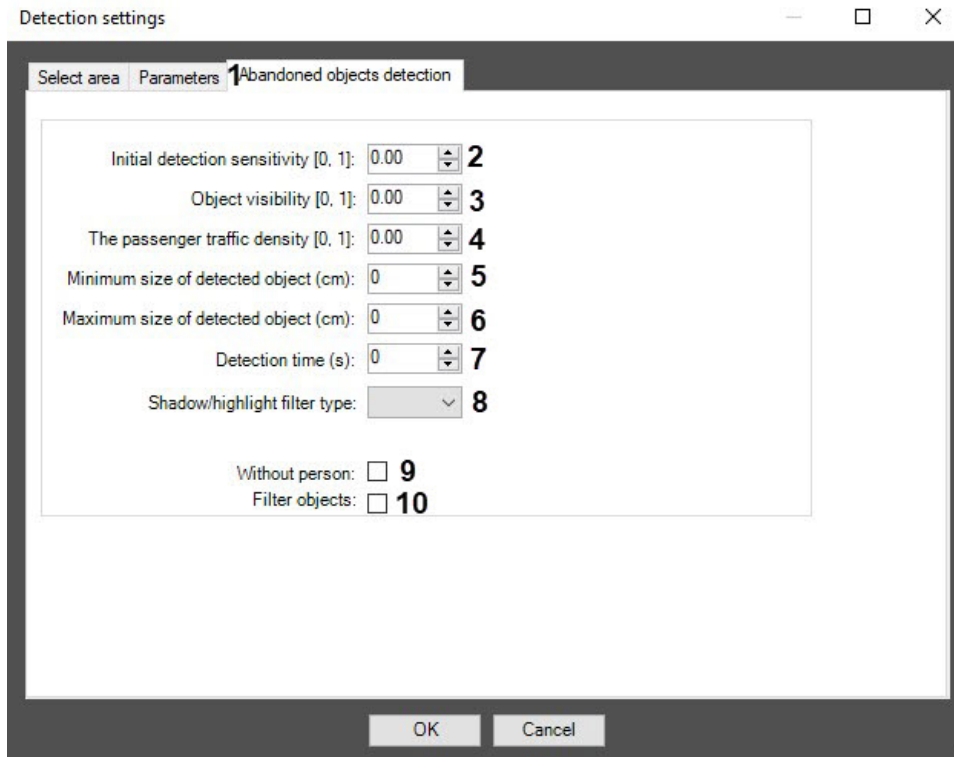 Detection settings
Select area Parameters 1 Abandoned objects detection
Initial detection sensitivity [0, 1]: 0.00 2
Object visibility [0, 1]: 0.00 3
The passenger traffic density [0, 1]: 0.00 4
Minimum size of detected object (cm): 0 5
Maximum size of detected object (cm): 0 6
Detection time (s): 0 7
Shadow/highlight filter type: 8
Without person: 9
Filter objects: 10
OK Cancel